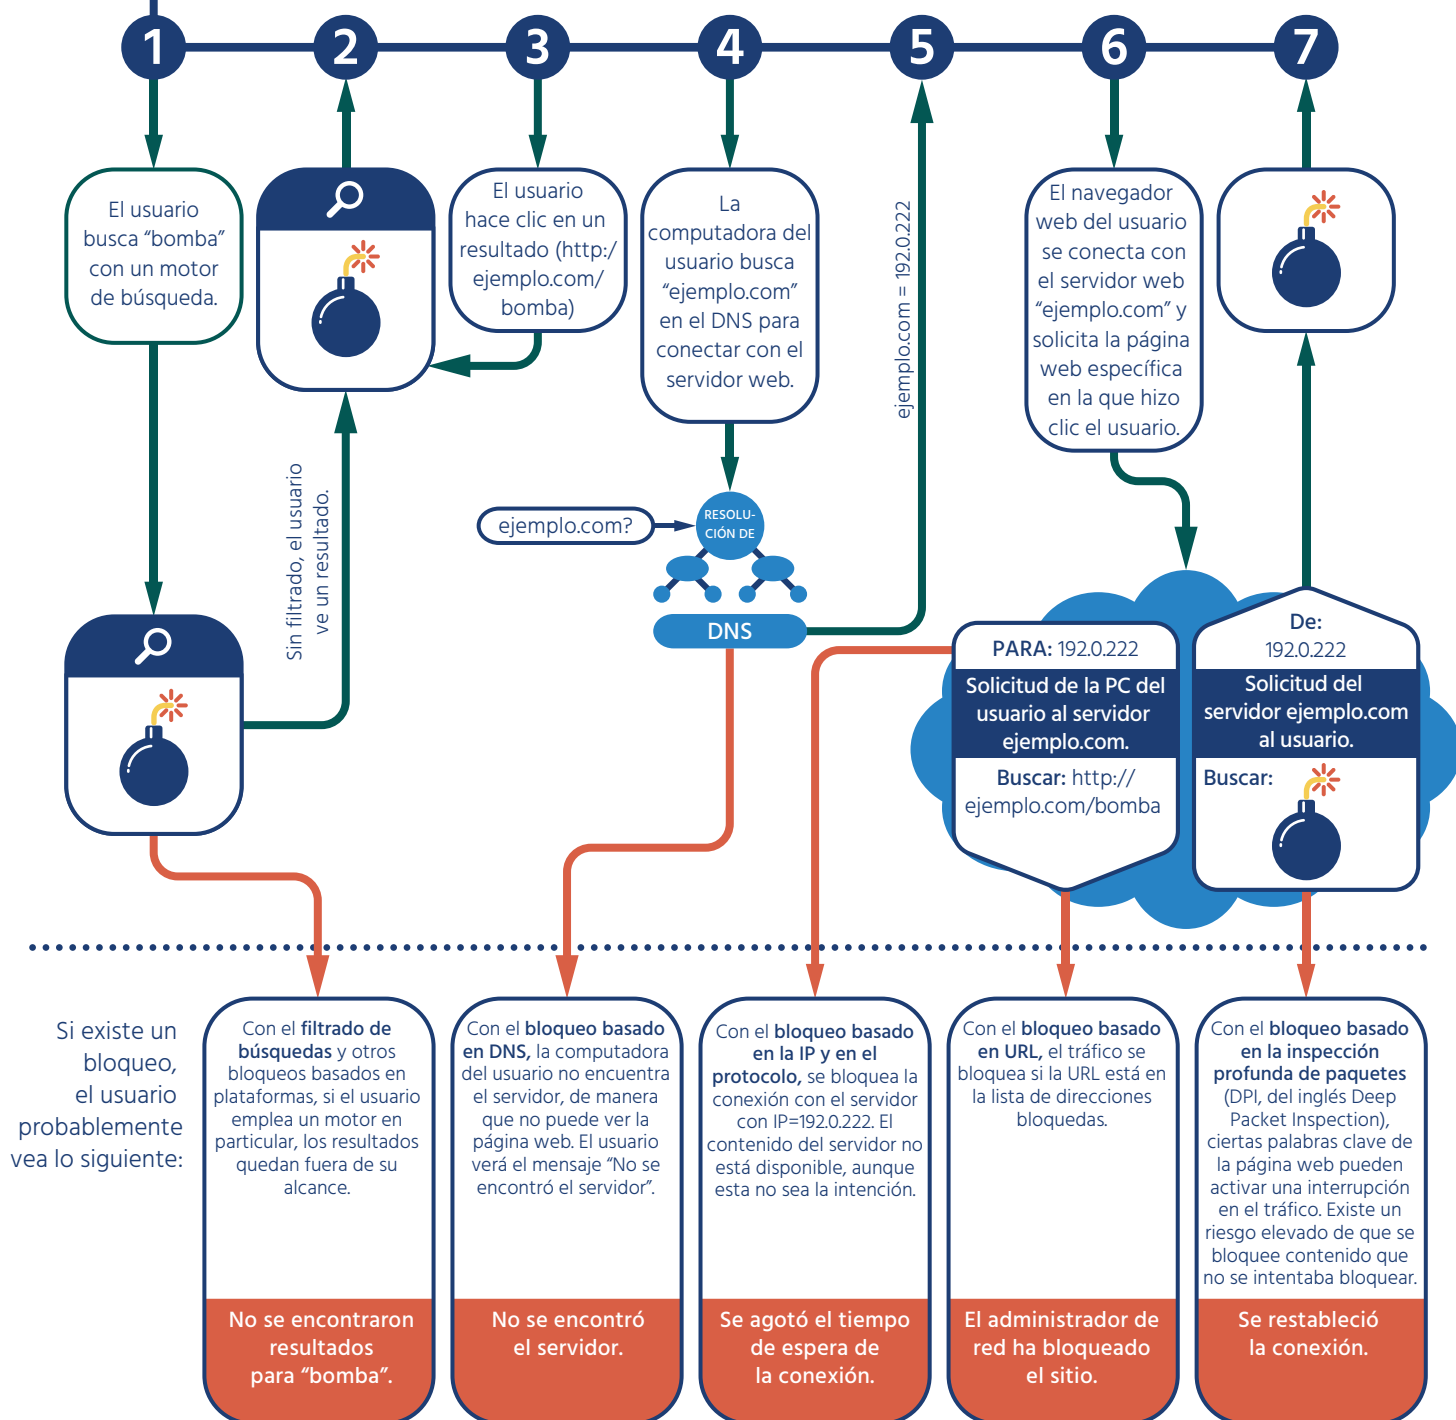 1
2
3
4
5
6
7
El usuario
busca “bomba”
con un motor
de búsqueda.
El usuario
hace clic en un
resultado (http:/
ejemplo.com/
bomba)
La
computadora del
usuario busca
“ejemplo.com”
en el DNS para
conectar con el
servidor web.
ejemplo.com = 192.0.222
El navegador
web del usuario
se conecta con
el servidor web
“ejemplo.com” y
solicita la página
web específica
en la que hizo
clic el usuario.
Sin filtrado, el usuario
ve un resultado.
ejemplo.com?
RESOLU-
CIÓN DE
DNS
PARA: 192.0.222
Solicitud de la PC del
usuario al servidor
ejemplo.com.
Buscar: http://
ejemplo.com/bomba
De:
192.0.222
Solicitud del
servidor ejemplo.com
al usuario.
Buscar:
Si existe un
bloqueo,
el usuario
probablemente
vea lo siguiente:
Con el filtrado de
búsquedas y otros
bloqueos basados en
plataformas, si el usuario
emplea un motor en
particular, los resultados
quedan fuera de su
alcance.
No se encontraron
resultados
para “bomba”.
Con el bloqueo basado
en DNS, la computadora
del usuario no encuentra
el servidor, de manera
que no puede ver la
página web. El usuario
verá el mensaje “No se
encontró el servidor”.
No se encontró
el servidor.
Con el bloqueo basado
en la IP y en el
protocolo, se bloquea la
conexión con el servidor
con IP=192.0.222. El
contenido del servidor no
está disponible, aunque
esta no sea la intención.
Se agotó el tiempo
de espera de
la conexión.
Con el bloqueo basado
en URL, el tráfico se
bloquea si la URL está en
la lista de direcciones
bloquedas.
El administrador de
red ha bloqueado
el sitio.
Con el bloqueo basado
en la inspección
profunda de paquetes
(DPI, del inglés Deep
Packet Inspection),
ciertas palabras clave de
la página web pueden
activar una interrupción
en el tráfico. Existe un
riesgo elevado de que se
bloquee contenido que
no se intentaba bloquear.
Se restableció
la conexión.